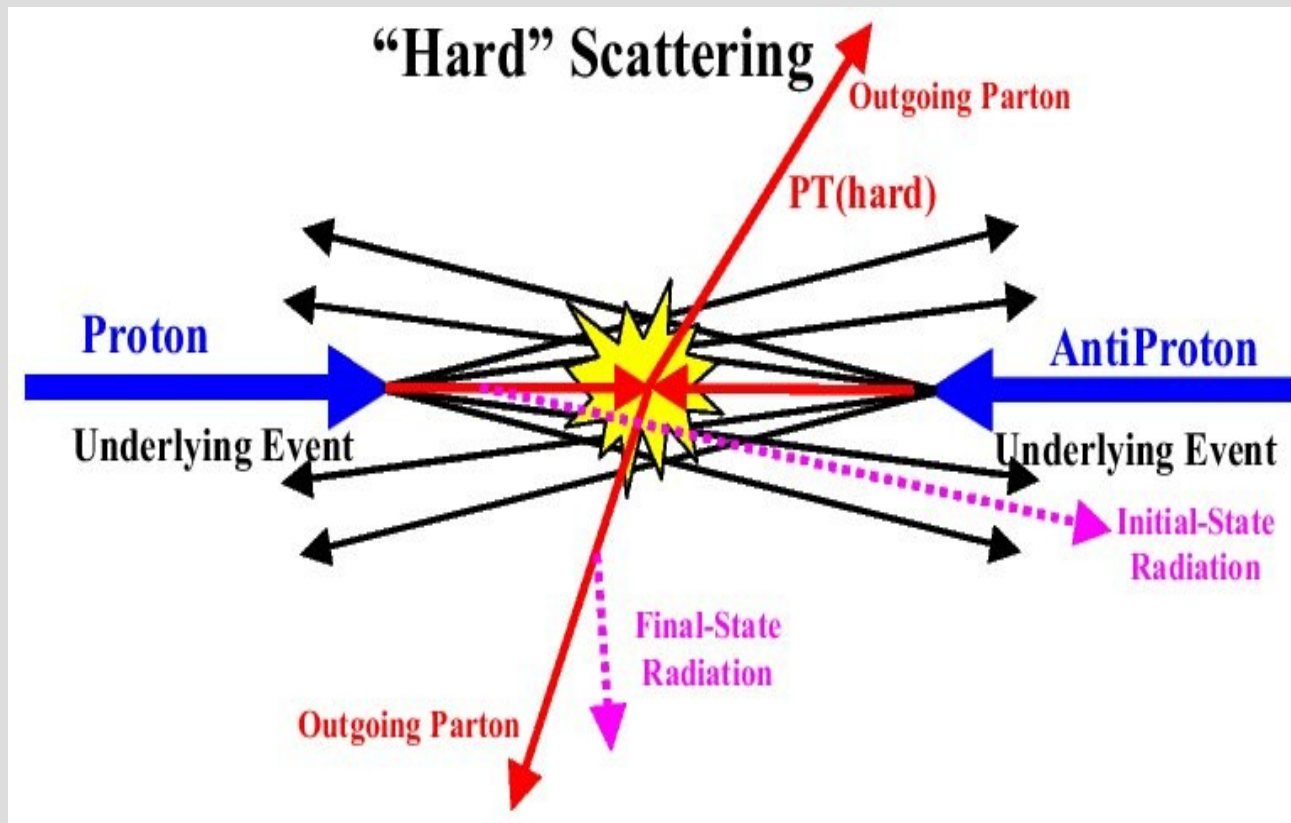 “Hard” Scattering
Outgoing Parton
PT(hard)
Proton
AntiProton
Underlying Event
Underlying Event
Initial-State
Radiation
Final-State
Radiation
Outgoing Parton